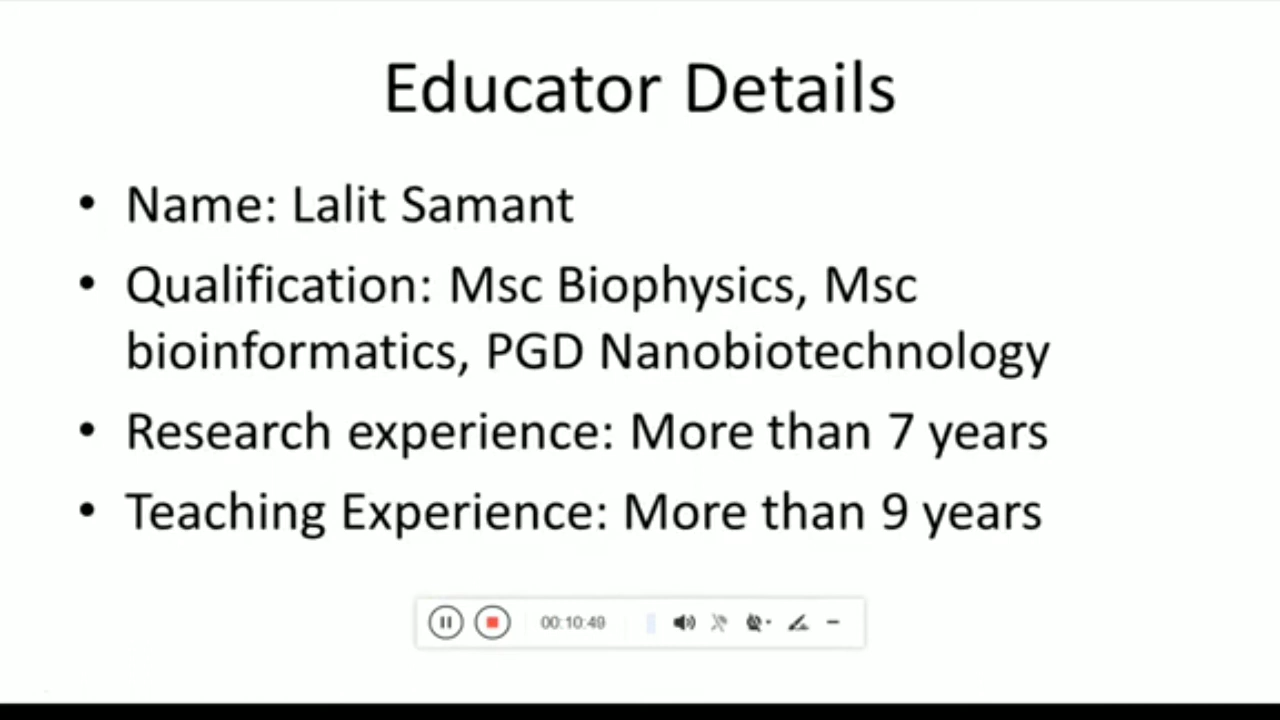 Educator Details
• Name: Lalit Samant
• Qualification: Msc Biophysics, Msc
bioinformatics, PGD Nanobiotechnology
• Research experience: More than 7 years
• Teaching Experience: More than 9 years
00:10:49